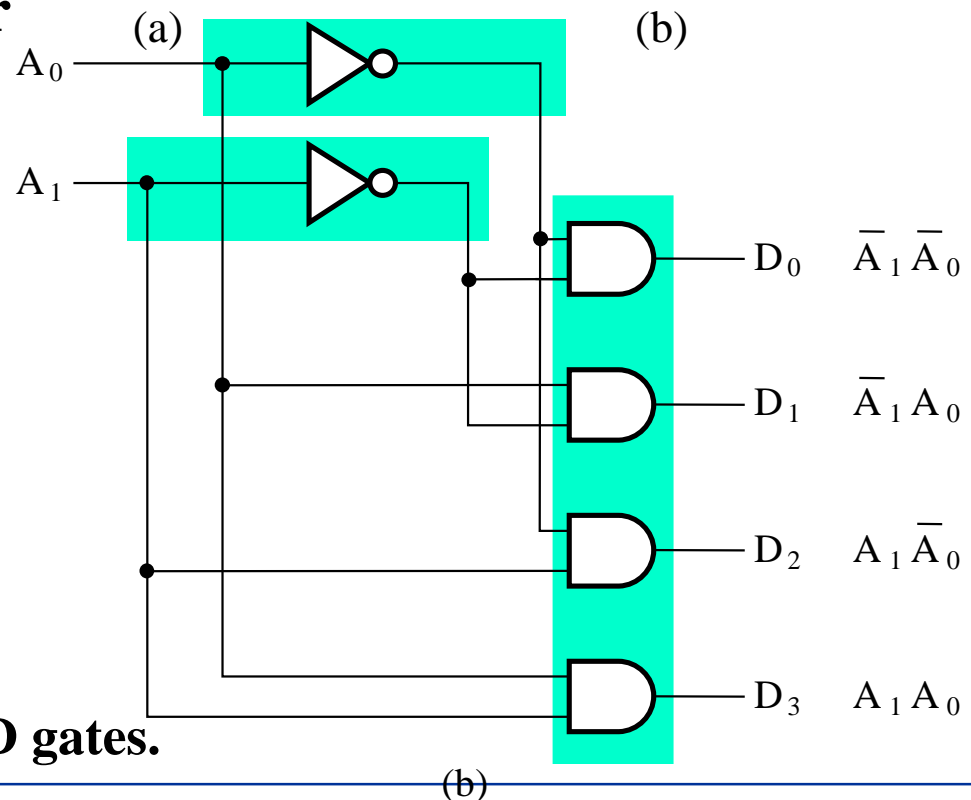 (a) (b)
A₀
A₁
D₀ A̅₁ A̅₀
D₁ A̅₁ A₀
D₂ A₁ A̅₀
D₃ A₁ A₀
gates.
(b)